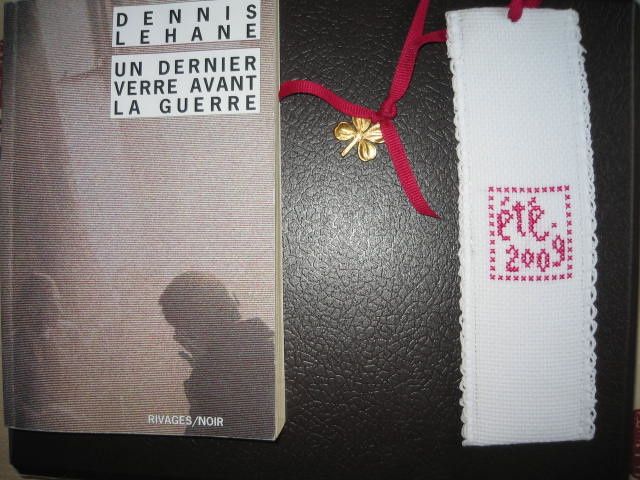 DENNIS
LEHANE
UN DERNIER
VERRE AVANT
LA GUERRE
RIVAGES/NOIR
été
2009